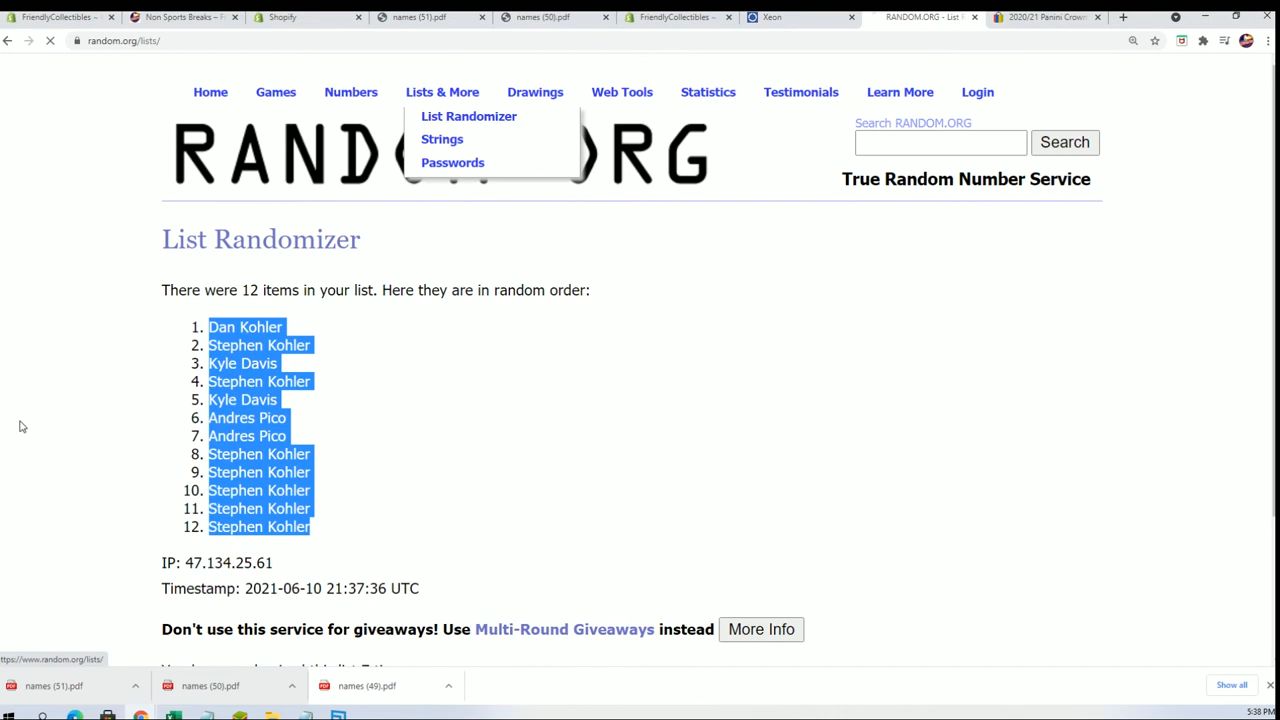 FriendlyCollectibles –
Non Sports Breaks – F
Shopify
names (51).pdf
names (50).pdf
FriendlyCollectibles –
Xeon
RANDOM.ORG - List R
2020/21 Panini Crown
random.org/lists/
Home Games Numbers Lists & More Drawings Web Tools Statistics Testimonials Learn More Login
List Randomizer
Strings
Passwords
RANDOM.ORG
Search RANDOM.ORG
Search
True Random Number Service
List Randomizer
There were 12 items in your list. Here they are in random order:
1. Dan Kohler
2. Stephen Kohler
3. Kyle Davis
4. Stephen Kohler
5. Kyle Davis
6. Andres Pico
7. Andres Pico
8. Stephen Kohler
9. Stephen Kohler
10. Stephen Kohler
11. Stephen Kohler
12. Stephen Kohler
IP: 47.134.25.61
Timestamp: 2021-06-10 21:37:36 UTC
Don't use this service for giveaways! Use Multi-Round Giveaways instead More Info
ttps://www.random.org/lists/
names (51).pdf
names (50).pdf
names (49).pdf
Show all
5:38 PM